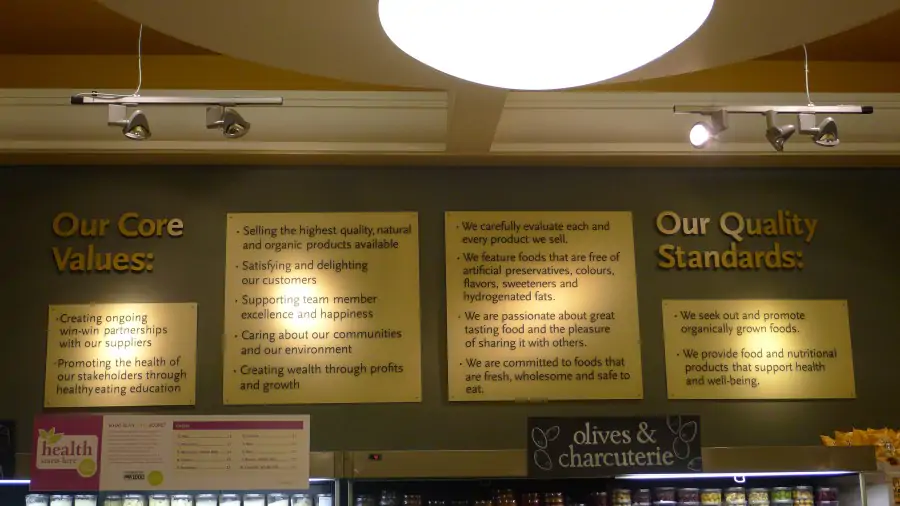 Our Core
Values:
• Creating ongoing
win-win partnerships
with our suppliers
• Promoting the health of
our stakeholders through
healthy eating education
• Selling the highest quality, natural
and organic products available
• Satisfying and delighting
our customers
• Supporting team member
excellence and happiness
• Caring about our communities
and our environment
• Creating wealth through profits
and growth
• We carefully evaluate each and
every product we sell.
• We feature foods that are free of
artificial preservatives, colours,
flavors, sweeteners and
hydrogenated fats.
• We are passionate about great
tasting food and the pleasure
of sharing it with others.
• We are committed to foods that
are fresh, wholesome and safe to
eat.
Our Quality
Standards:
• We seek out and promote
organically grown foods.
• We provide food and nutritional
products that support health
and well-being.
health
starts here
olives &
charcuterie